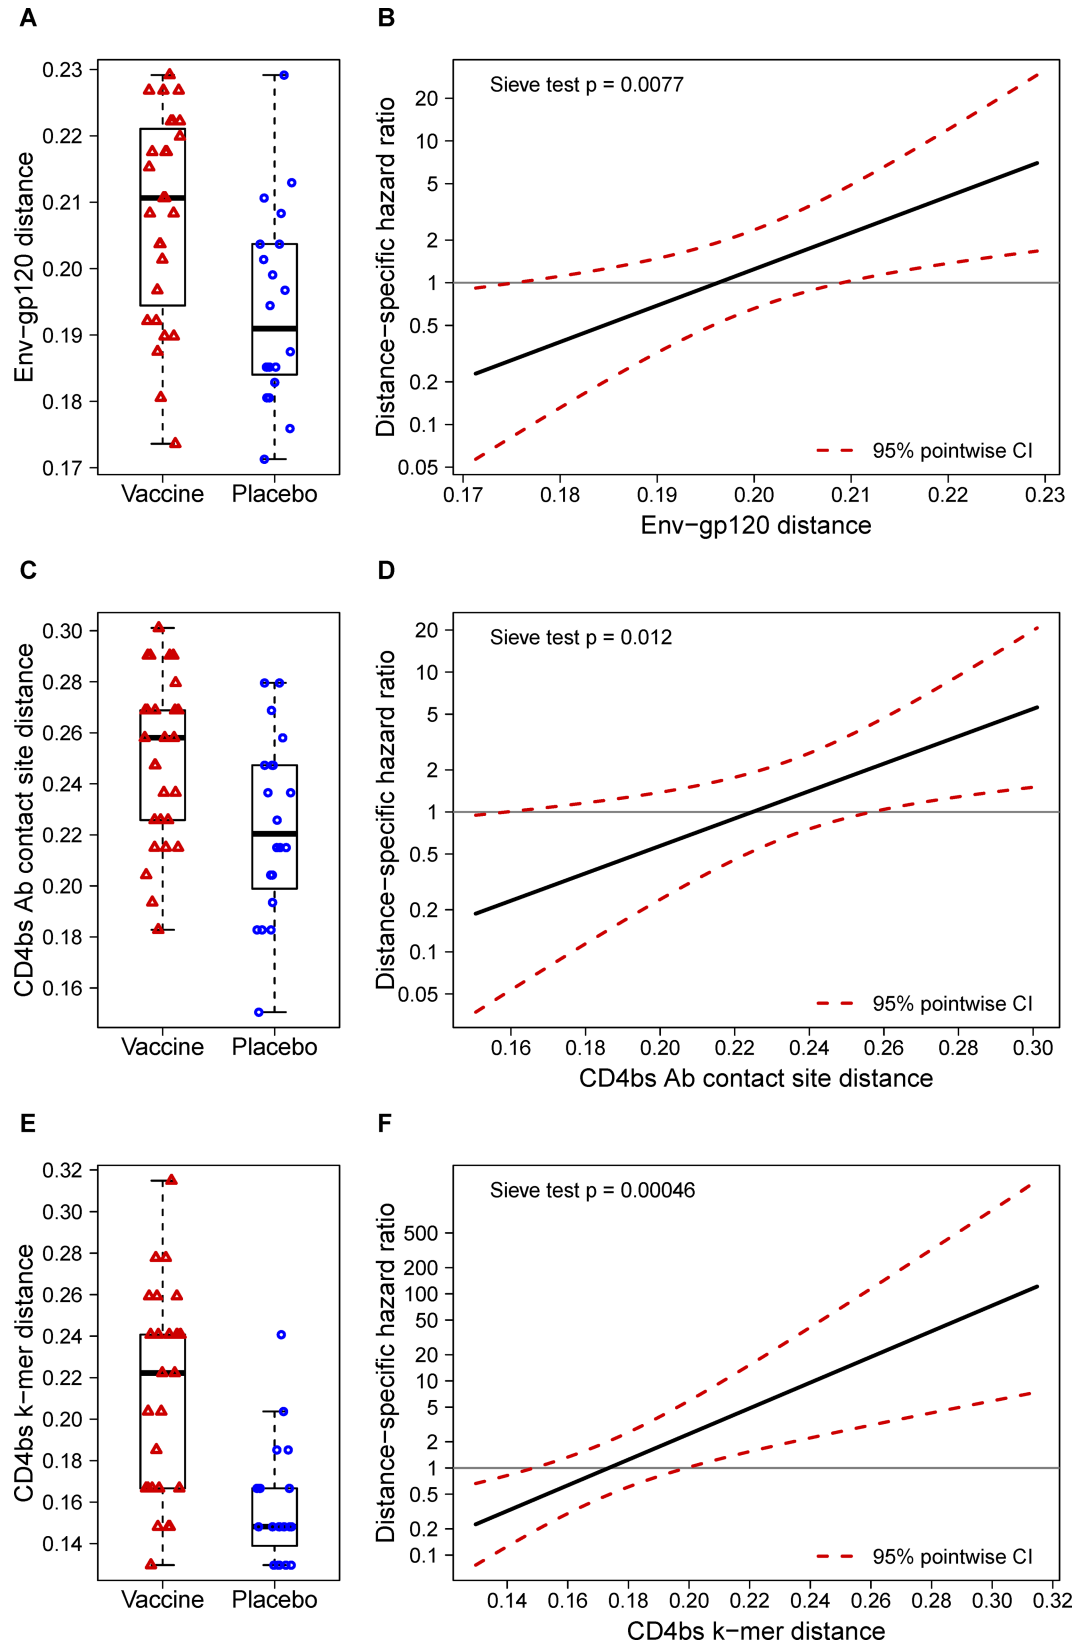 A
B
Env−gp120 distance
0.23
0.22
0.21
0.20
0.19
0.18
0.17
Vaccine Placebo
Distance−specific hazard ratio
20
10
5
2
1
0.5
0.2
0.1
0.05
Sieve test p = 0.0077
95% pointwise CI
0.17 0.18 0.19 0.20 0.21 0.22 0.23
Env−gp120 distance
C
D
CD4bs Ab contact site distance
0.30
0.28
0.26
0.24
0.22
0.20
0.18
0.16
Vaccine Placebo
Distance−specific hazard ratio
20
10
5
2
1
0.5
0.2
0.1
0.05
Sieve test p = 0.012
95% pointwise CI
0.16 0.18 0.20 0.22 0.24 0.26 0.28 0.30
CD4bs Ab contact site distance
E
F
CD4bs k−mer distance
0.32
0.30
0.28
0.26
0.24
0.22
0.20
0.18
0.16
0.14
Vaccine Placebo
Distance−specific hazard ratio
500
200
100
50
20
10
5
2
1
0.5
0.2
0.1
Sieve test p = 0.00046
95% pointwise CI
0.14 0.16 0.18 0.20 0.22 0.24 0.26 0.28 0.30 0.32
CD4bs k−mer distance